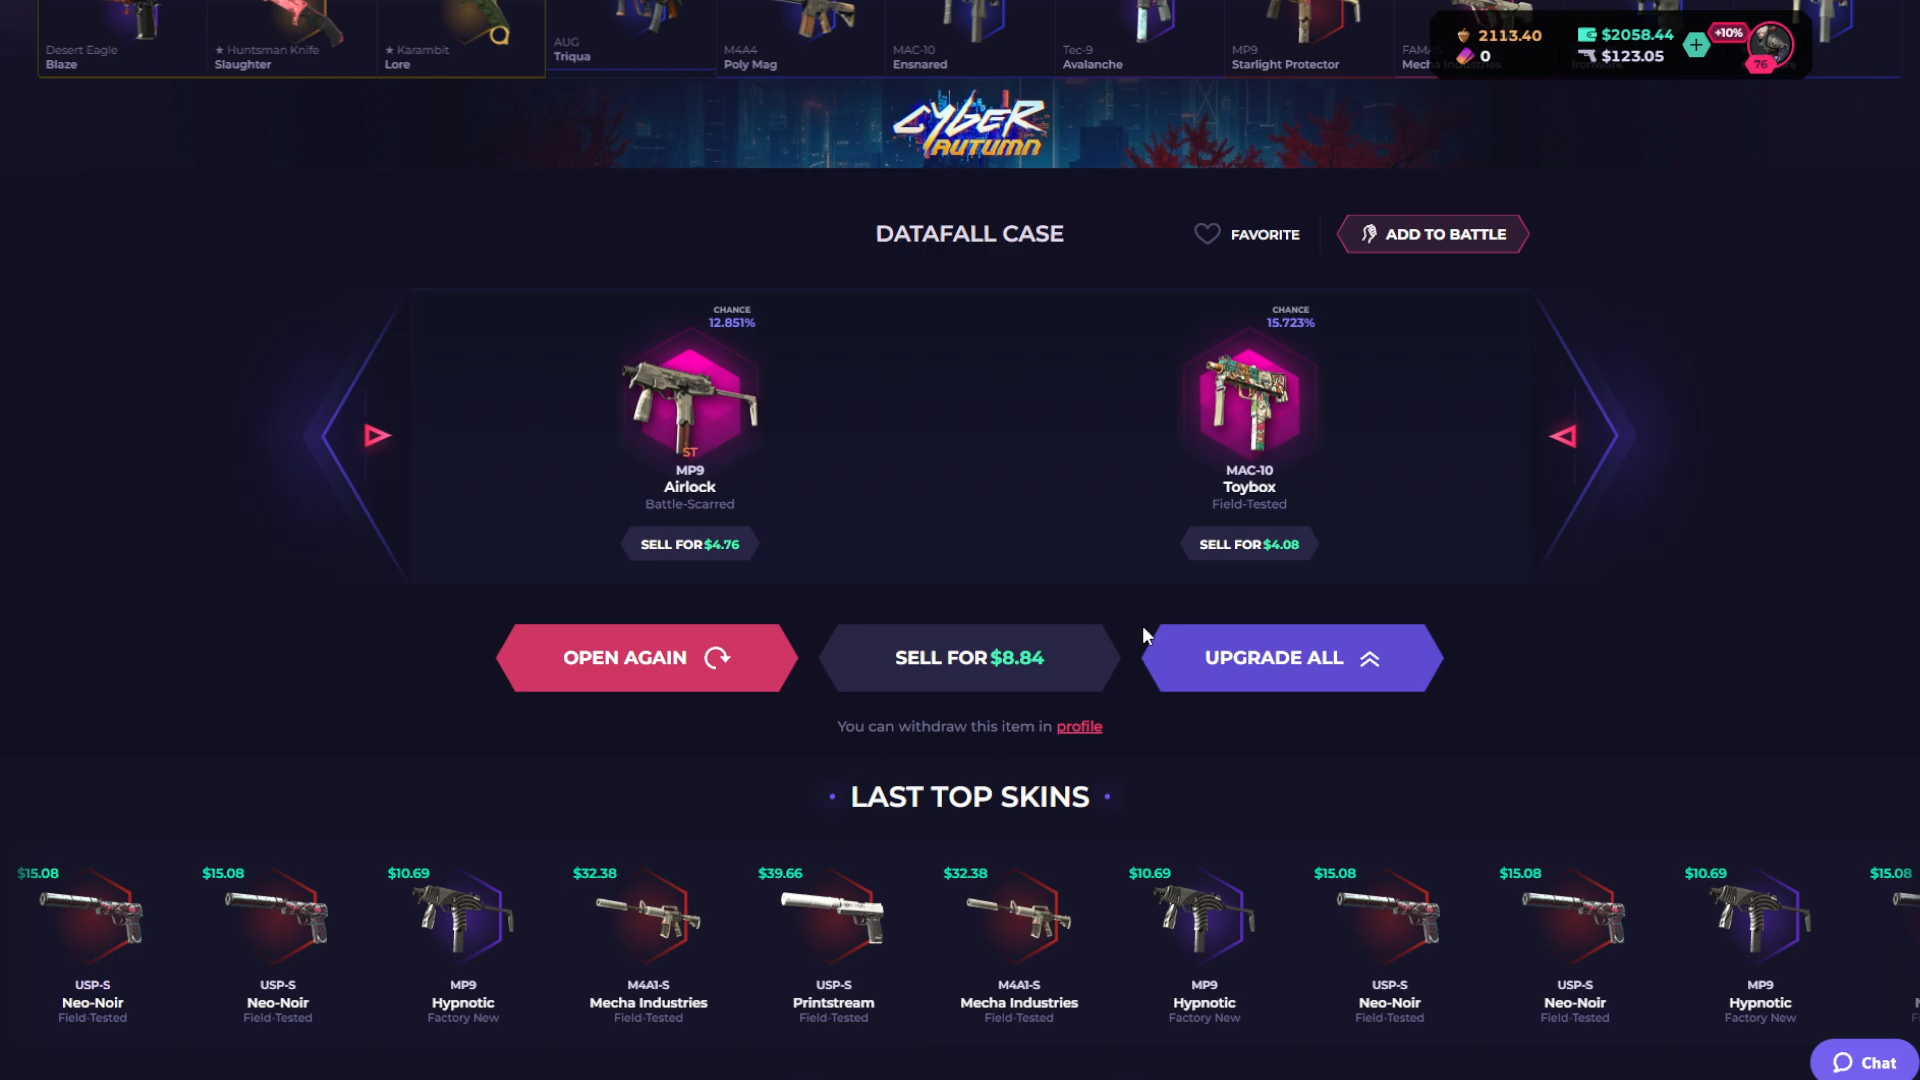 Desert Eagle
Blaze
★ Huntsman Knife
Slaughter
★ Karambit
Lore
AUG
Triqua
M4A4
Poly Mag
MAC-10
Ensnared
Tec-9
Avalanche
MP9
Starlight Protector
FAMAS
Mecha Industries
2113.40
0
$2058.44
$123.05
+10%
76
CYBER
AUTUMN
DATAFALL CASE
FAVORITE
ADD TO BATTLE
CHANCE
12.851%
ST
MP9
Airlock
Battle-Scarred
SELL FOR $4.76
CHANCE
15.723%
MAC-10
Toybox
Field-Tested
SELL FOR $4.08
OPEN AGAIN
SELL FOR $8.84
UPGRADE ALL
You can withdraw this item in profile
• LAST TOP SKINS •
$15.08
USP-S
Neo-Noir
Field-Tested
$15.08
USP-S
Neo-Noir
Field-Tested
$10.69
MP9
Hypnotic
Factory New
$32.38
M4A1-S
Mecha Industries
Field-Tested
$39.66
USP-S
Printstream
Field-Tested
$32.38
M4A1-S
Mecha Industries
Field-Tested
$10.69
MP9
Hypnotic
Factory New
$15.08
USP-S
Neo-Noir
Field-Tested
$15.08
USP-S
Neo-Noir
Field-Tested
$10.69
MP9
Hypnotic
Factory New
$15.08
Chat